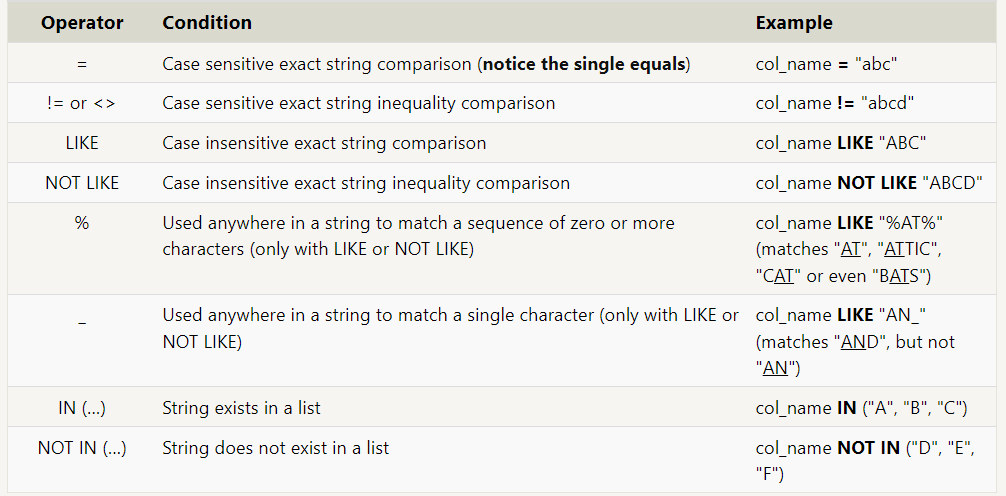 Operator Condition Example
= Case sensitive exact string comparison (notice the single equals) col_name = "abc"
!= or <> Case sensitive exact string inequality comparison col_name != "abcd"
LIKE Case insensitive exact string comparison col_name LIKE "ABC"
NOT LIKE Case insensitive exact string inequality comparison col_name NOT LIKE "ABCD"
% Used anywhere in a string to match a sequence of zero or more col_name LIKE "%AT%"
characters (only with LIKE or NOT LIKE) (matches "AT", "ATTIC",
"CAT" or even "BATS")
_ Used anywhere in a string to match a single character (only with LIKE or col_name LIKE "AN_"
NOT LIKE) (matches "AND", but not
"AN")
IN (…) String exists in a list col_name IN ("A", "B", "C")
NOT IN (…) String does not exist in a list col_name NOT IN ("D", "E",
"F")